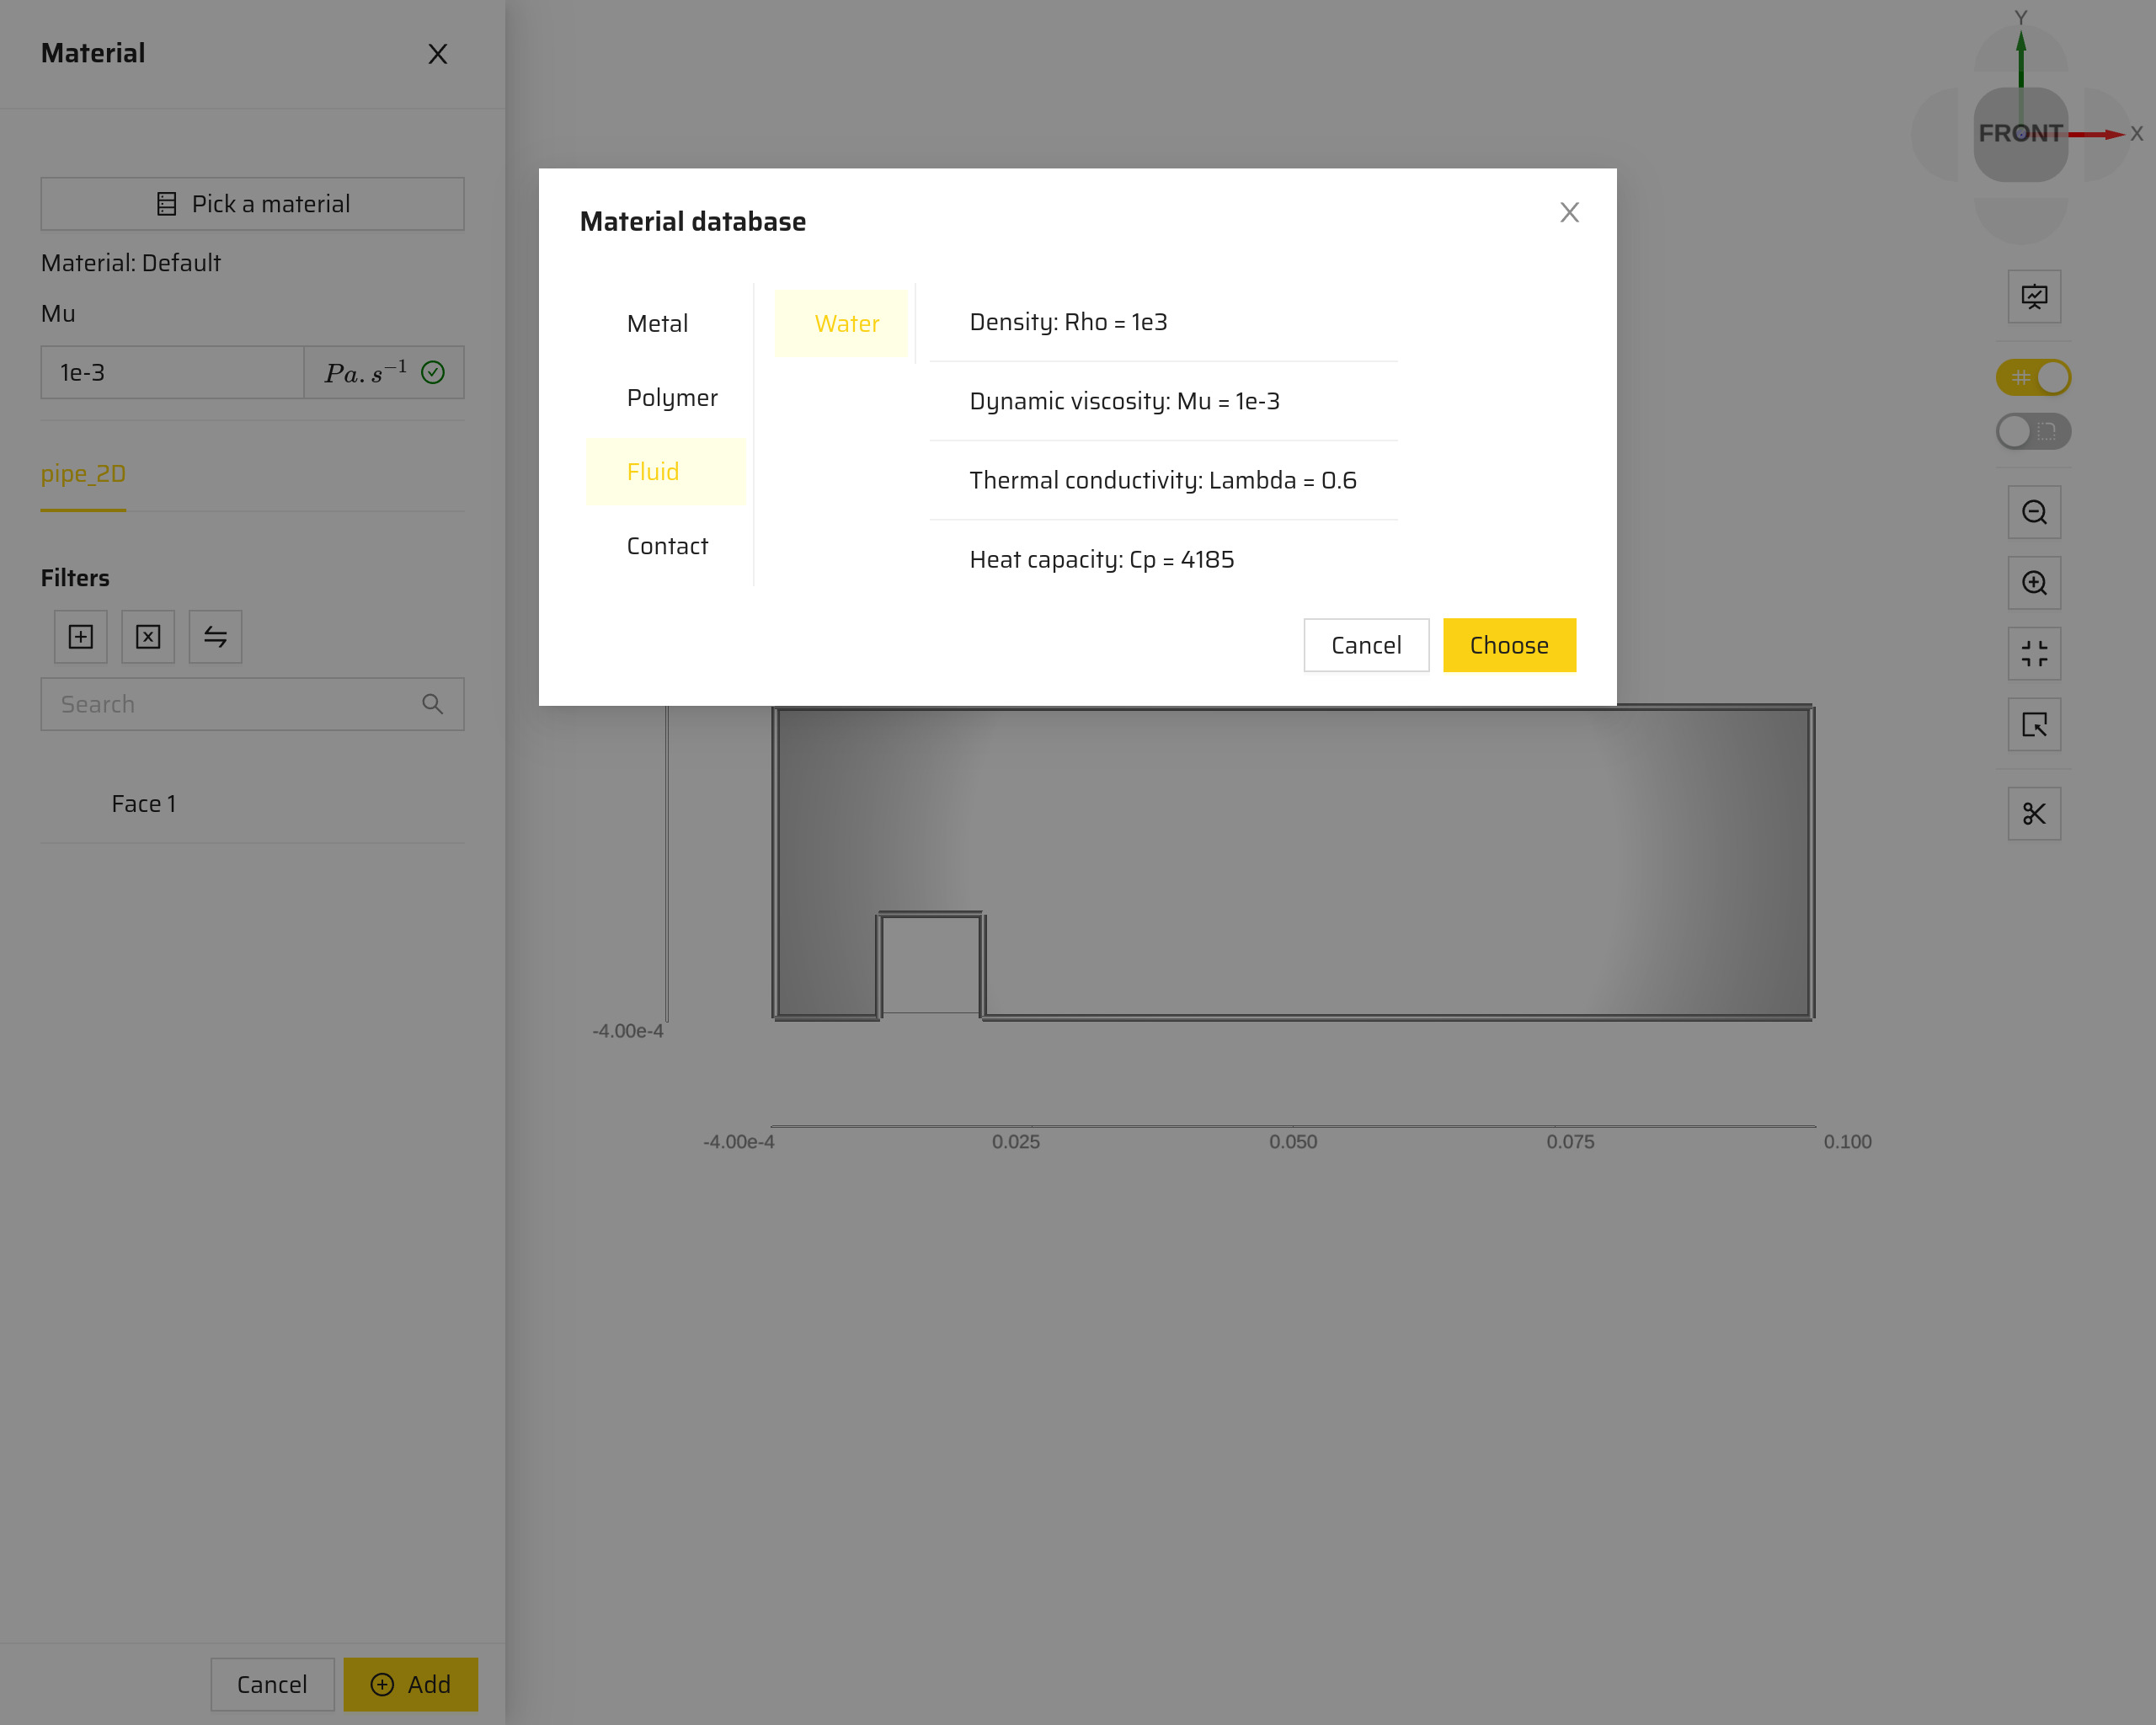 Material
X
Pick a material
Material: Default
Mu
1e-3
Pa.s⁻¹
pipe_2D
Filters
Search
Face 1
Cancel
Add
Material database
X
Metal
Polymer
Fluid
Contact
Water
Density: Rho = 1e3
Dynamic viscosity: Mu = 1e-3
Thermal conductivity: Lambda = 0.6
Heat capacity: Cp = 4185
Cancel
Choose
Y
FRONT
X
-4.00e-4
-4.00e-4
0.025
0.050
0.075
0.100